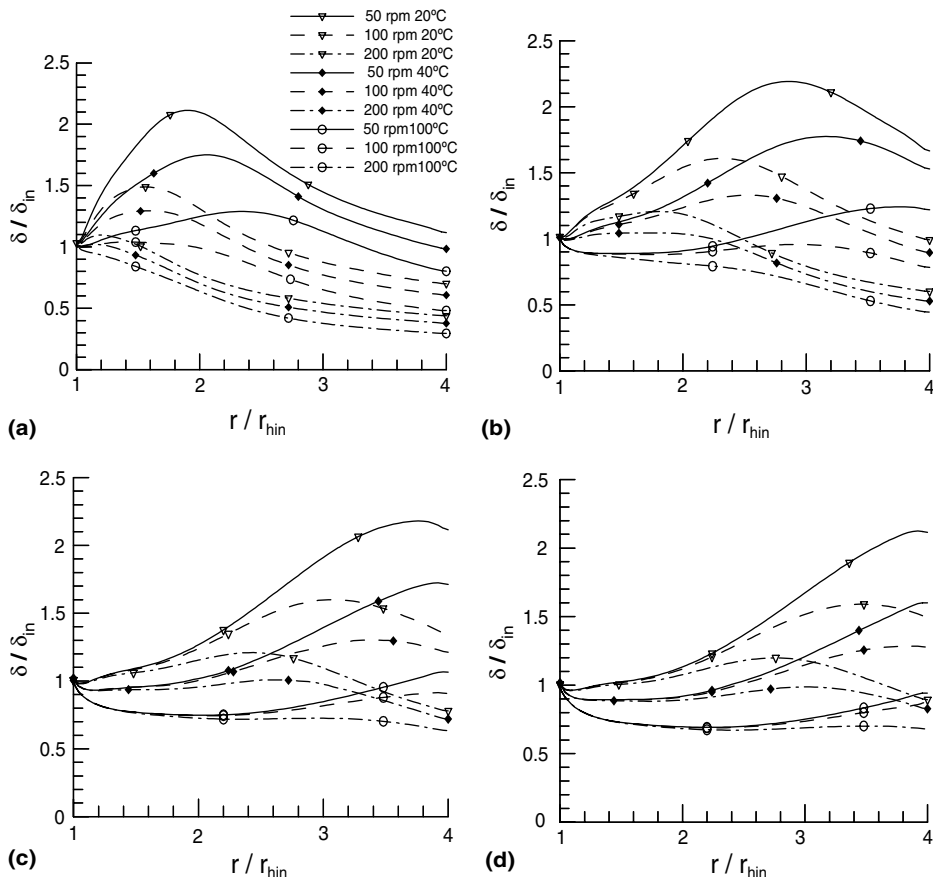 50 rpm 20ºC
100 rpm 20ºC
200 rpm 20ºC
50 rpm 40ºC
100 rpm 40ºC
200 rpm 40ºC
50 rpm100ºC
100 rpm100ºC
200 rpm100ºC
2.5
2
1.5
1
0.5
0
δ / δin
1 2 3 4
r / rhin
(a)
2.5
2
1.5
1
0.5
0
δ / δin
1 2 3 4
r / rhin
(b)
2.5
2
1.5
1
0.5
0
δ / δin
1 2 3 4
r / rhin
(c)
2.5
2
1.5
1
0.5
0
δ / δin
1 2 3 4
r / rhin
(d)